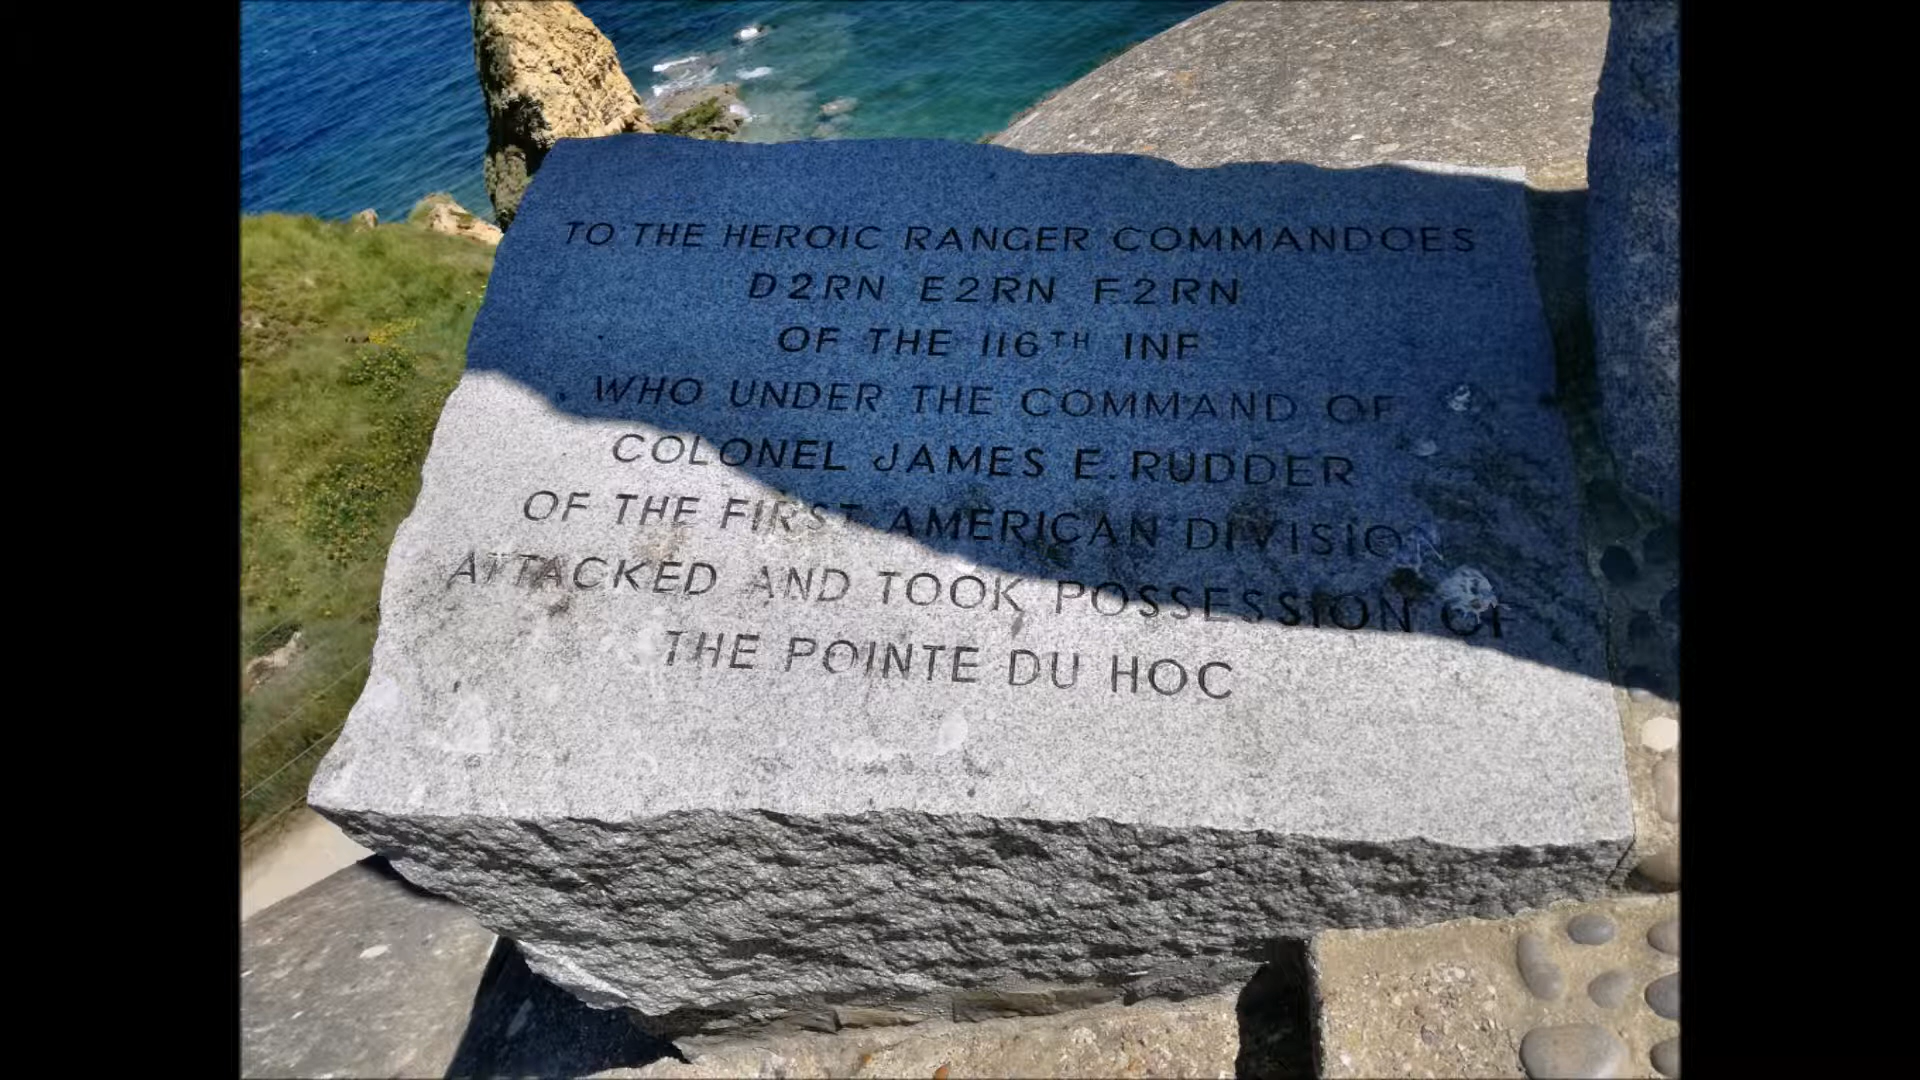 TO THE HEROIC RANGER COMMANDOES
D2RN E2RN F2RN
OF THE 116TH INF
WHO UNDER THE COMMAND OF
COLONEL JAMES E. RUDDER
OF THE FIRST AMERICAN DIVISION
ATTACKED AND TOOK POSSESSION OF
THE POINTE DU HOC